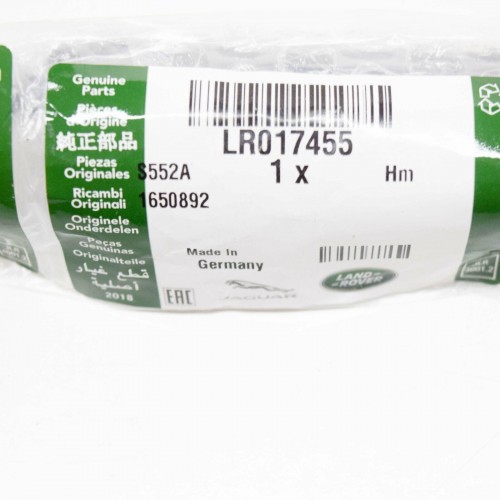 Genuine
Parts
Pièces
d'Origine
純正部品
Piezas
Originales
Ricambi
Originali
Originele
Onderdelen
Peças
Genuínas
Originalteile
قطع غيار
أصلية
2018
LR017455
1 x
Hm
S552A
1650892
Made In
Germany
EAC
JAGUAR
LAND-
-ROVER